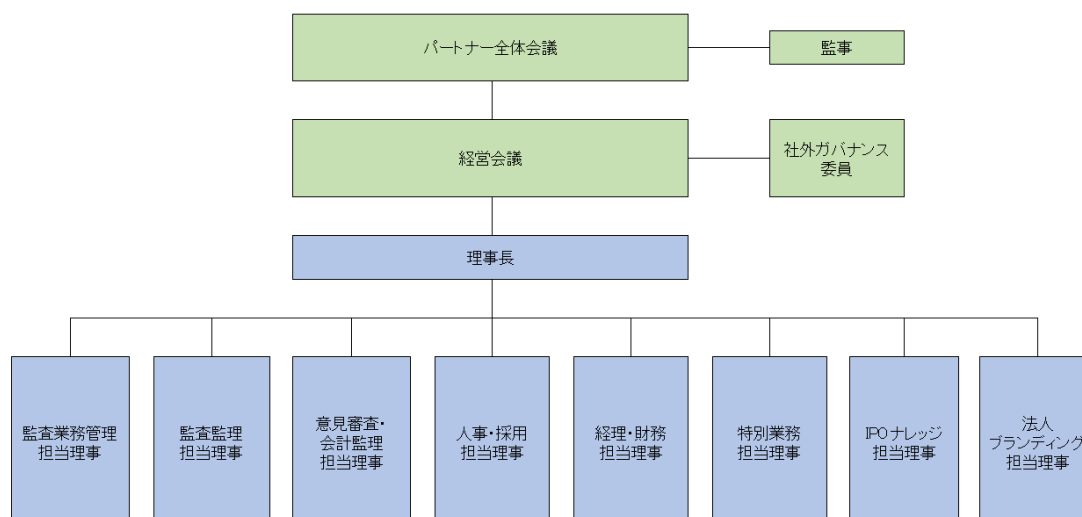 パートナー全体会議
監事
経営会議
社外ガバナンス
委員
理事長
監査業務管理
担当理事
監査監理
担当理事
意見審査・
会計監理
担当理事
人事・採用
担当理事
経理・財務
担当理事
特別業務
担当理事
IPOナレッジ
担当理事
法人
ブランディング
担当理事